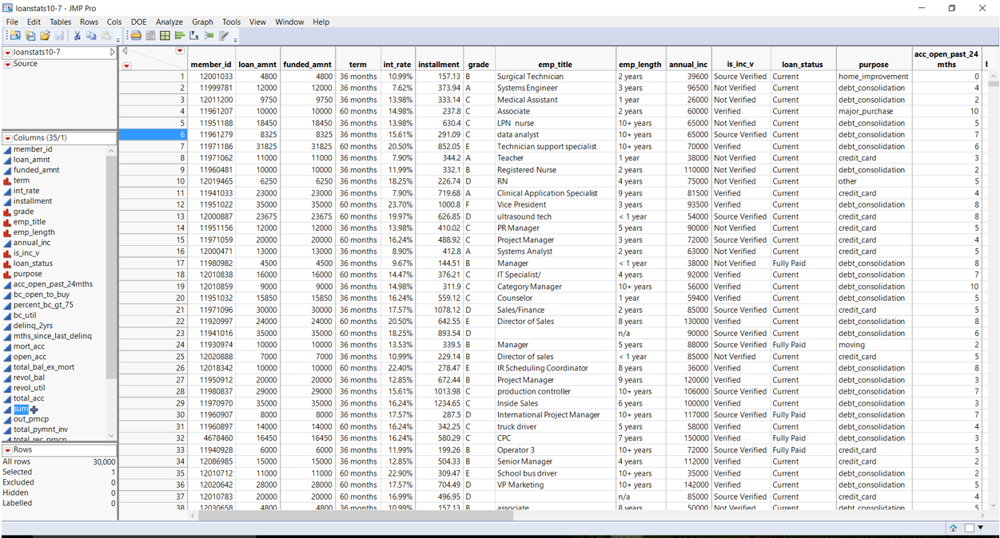 loanstats10-7 - JMP Pro
File Edit Tables Rows Cols DOE Analyze Graph Tools View Window Help
loanstats10-7
Source
Columns (35/1)
member_id
loan_amnt
funded_amnt
term
int_rate
installment
grade
emp_title
emp_length
annual_inc
is_inc_v
loan_status
purpose
acc_open_past_24mths
bc_open_to_buy
percent_bc_gt_75
bc_util
delinq_2yrs
mths_since_last_delinq
mort_acc
open_acc
total_bal_ex_mort
revol_bal
revol_util
total_acc
sum
out_prncp
total_pymnt_inv
total_rec_prncp
Rows
All rows 30,000
Selected 1
Excluded 0
Hidden 0
Labelled 0
member_id loan_amnt funded_amnt term int_rate installment grade emp_title emp_length annual_inc is_inc_v loan_status purpose acc_open_past_24
mths
1 12001033 4800 4800 36 months 10.99% 157.13 B Surgical Technician 2 years 39600 Source Verified Current home_improvement 0
2 11999781 12000 12000 36 months 7.62% 373.94 A Systems Engineer 3 years 96500 Not Verified Current debt_consolidation 4
3 12011200 9750 9750 36 months 13.98% 333.14 C Medical Assistant 1 year 26000 Not Verified Current debt_consolidation 2
4 11961207 10000 10000 60 months 14.98% 237.8 C Associate 2 years 60000 Verified Current major_purchase 10
5 11951188 18450 18450 36 months 13.98% 630.4 C LPN nurse 10+ years 65000 Not Verified Current debt_consolidation 5
6 11961279 8325 8325 36 months 15.61% 291.09 C data analyst 10+ years 65000 Source Verified Current debt_consolidation 7
7 11971186 31825 31825 60 months 20.50% 852.05 E Technician support specialist 10+ years 70000 Verified Current debt_consolidation 6
8 11971062 11000 11000 36 months 7.90% 344.2 A Teacher 1 year 38000 Not Verified Current credit_card 3
9 11960481 10000 10000 36 months 11.99% 332.1 B Registered Nurse 2 years 110000 Not Verified Current debt_consolidation 2
10 12019465 6250 6250 36 months 18.25% 226.74 D RN 4 years 75000 Not Verified Current other 5
11 11941033 23000 23000 36 months 7.90% 719.68 A Clinical Application Specialist 9 years 81500 Verified Current credit_card 4
12 11951022 35000 35000 60 months 23.70% 1000.8 F Vice President 3 years 93500 Verified Current debt_consolidation 8
13 12000887 23675 23675 60 months 19.97% 626.85 D ultrasound tech < 1 year 54000 Source Verified Current credit_card 8
14 11951156 12000 12000 36 months 13.98% 410.02 C PR Manager 5 years 90000 Not Verified Current debt_consolidation 5
15 11971059 20000 20000 60 months 16.24% 488.92 C Project Manager 3 years 72000 Source Verified Current credit_card 4
16 12000471 13000 13000 36 months 8.90% 412.8 A Systems Analyst 2 years 63000 Not Verified Current credit_card 5
17 11980982 4500 4500 36 months 9.67% 144.51 B Manager < 1 year 38000 Not Verified Fully Paid debt_consolidation 8
18 12010838 16000 16000 60 months 14.47% 376.21 C IT Specialist/ 4 years 92000 Verified Current debt_consolidation 7
19 12010859 9000 9000 36 months 14.98% 311.9 C Category Manager 10+ years 56000 Verified Current debt_consolidation 10
20 11951032 15850 15850 36 months 16.24% 559.12 C Counselor 1 year 59400 Verified Current debt_consolidation 5
21 11971096 30000 30000 36 months 17.57% 1078.12 D Sales/Finance 2 years 85000 Source Verified Current credit_card 5
22 11920997 24000 24000 60 months 20.50% 642.55 E Director of Sales 8 years 130000 Verified Current debt_consolidation 8
23 11941016 35000 35000 60 months 18.25% 893.54 D n/a 90000 Source Verified Current debt_consolidation 6
24 11930974 10000 10000 36 months 13.53% 339.5 B Manager 5 years 88000 Source Verified Fully Paid moving 2
25 12020888 7000 7000 36 months 10.99% 229.14 B Director of sales < 1 year 85000 Not Verified Current credit_card 5
26 12018342 10000 10000 60 months 22.40% 278.47 E IR Scheduling Coordinator 8 years 36000 Verified Current debt_consolidation 8
27 11950912 20000 20000 36 months 12.85% 672.44 B Project Manager 9 years 120000 Verified Current debt_consolidation 3
28 11980837 29000 29000 36 months 15.61% 1013.98 C production controller 10+ years 106000 Source Verified Current debt_consolidation 7
29 11970970 35000 35000 36 months 16.24% 1234.65 C Inside Sales 6 years 100000 Verified Current debt_consolidation 3
30 11960907 8000 8000 36 months 17.57% 287.5 D International Project Manager 10+ years 117000 Source Verified Fully Paid debt_consolidation 7
31 11960897 14000 14000 60 months 16.24% 342.25 C truck driver 5 years 58000 Verified Current debt_consolidation 4
32 4678460 16450 16450 36 months 16.24% 580.29 C CPC 7 years 150000 Verified Fully Paid debt_consolidation 3
33 11940928 6000 6000 36 months 11.99% 199.26 B Operator 3 10+ years 72000 Source Verified Fully Paid credit_card 5
34 12086985 15000 15000 36 months 12.85% 504.33 B Senior Manager 4 years 112000 Verified Current credit_card 2
35 12010712 11000 11000 60 months 22.90% 309.47 E School bus driver 10+ years 35000 Verified Current debt_consolidation 2
36 12020642 28000 28000 60 months 17.57% 704.49 D VP Marketing 10+ years 142000 Verified Current debt_consolidation 5
37 12010783 20000 20000 60 months 16.99% 496.95 D n/a 85000 Source Verified Current credit_card 4
38 12030658 4800 4800 36 months 10.99% 157.13 B associate 8 years 50000 Not Verified Current debt_consolidation 5